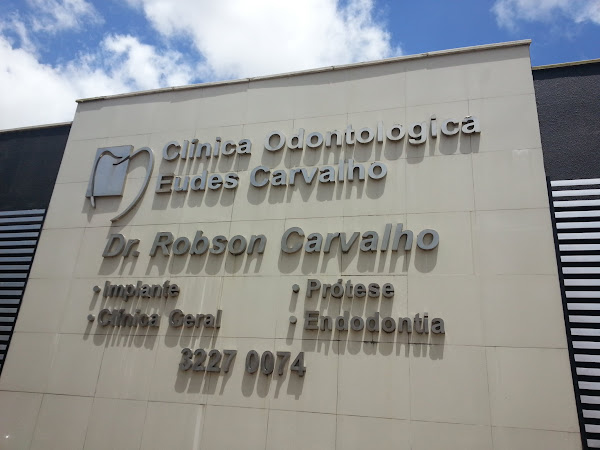 Clínica Odontológica
Eudes Carvalho
Dr. Robson Carvalho
• Implante • Prótese
• Clínica Geral • Endodontia
3227 0074